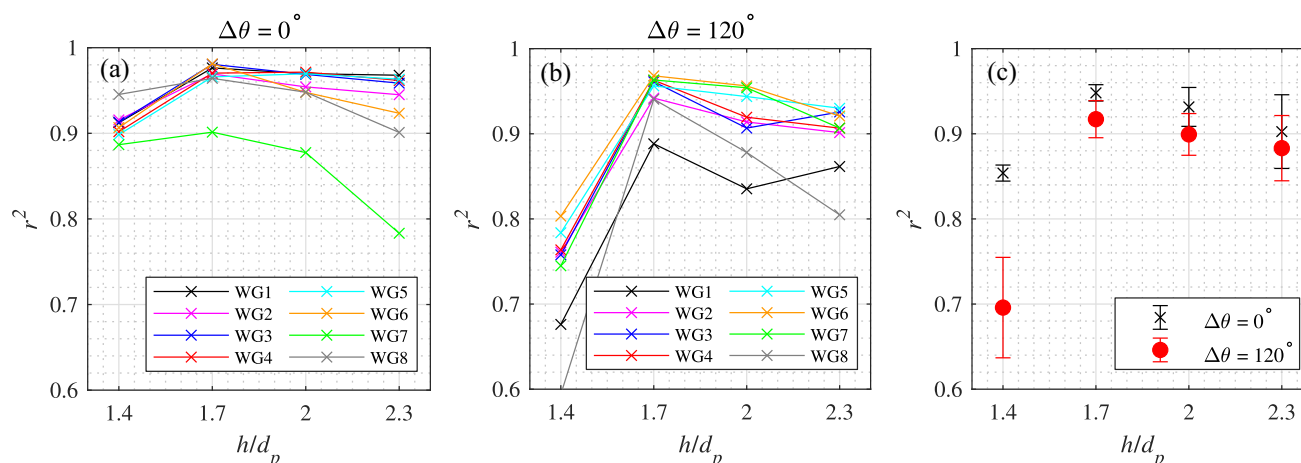 Δθ = 0°
(a)
r²
1
0.9
0.8
0.7
0.6
1.4 1.7 2 2.3
h/dₚ
WG1 WG5
WG2 WG6
WG3 WG7
WG4 WG8
Δθ = 120°
(b)
r²
1
0.9
0.8
0.7
0.6
1.4 1.7 2 2.3
h/dₚ
WG1 WG5
WG2 WG6
WG3 WG7
WG4 WG8
(c)
r²
1
0.9
0.8
0.7
0.6
1.4 1.7 2 2.3
h/dₚ
Δθ = 0°
Δθ = 120°